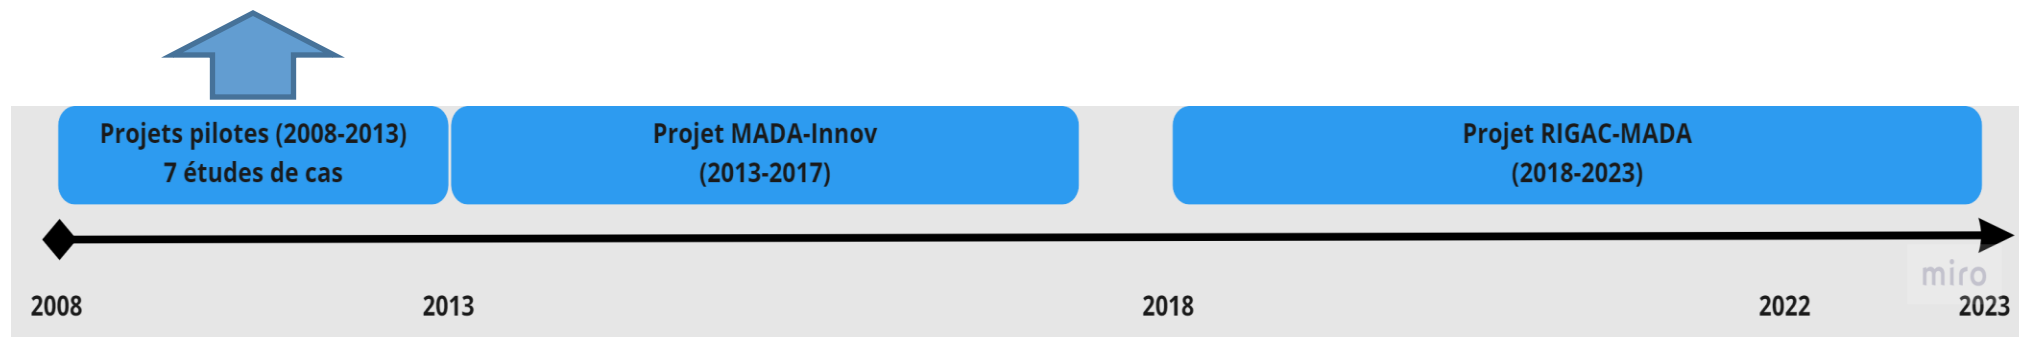 Projets pilotes (2008-2013)
7 études de cas
Projet MADA-Innov
(2013-2017)
Projet RIGAC-MADA
(2018-2023)
miro
2008
2013
2018
2022
2023